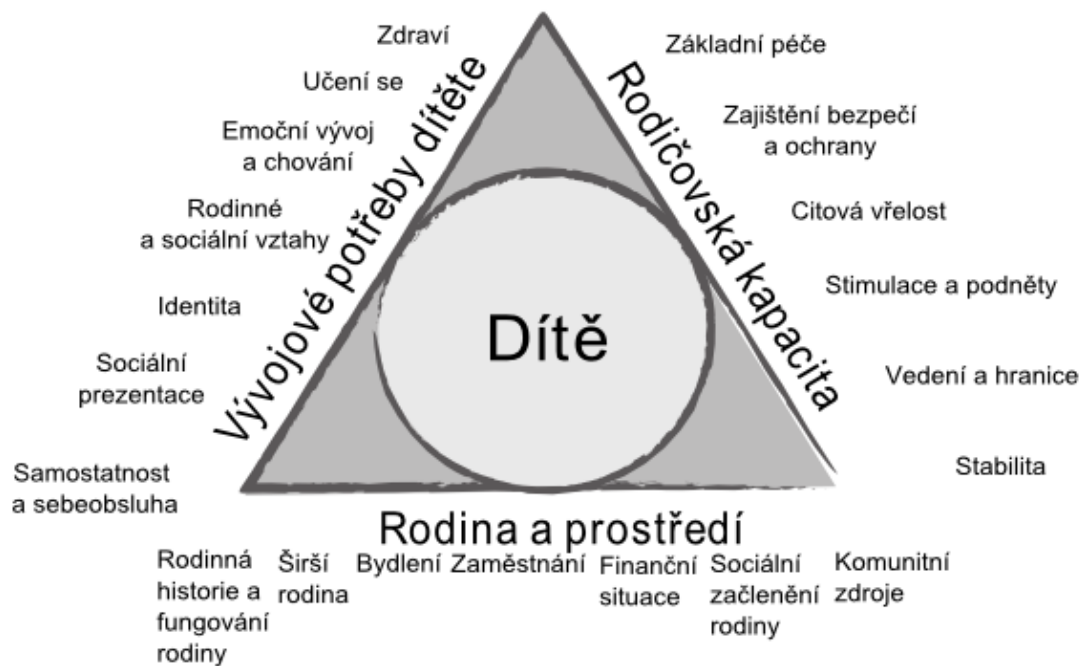 Zdraví
Učení se
Emoční vývoj
a chování
Rodinné
a sociální vztahy
Identita
Sociální
prezentace
Samostatnost
a sebeobsluha
Vývojové potřeby dítěte
Dítě
Rodičovská kapacita
Základní péče
Zajištění bezpečí
a ochrany
Citová vřelost
Stimulace a podněty
Vedení a hranice
Stabilita
Rodina a prostředí
Rodinná
historie a
fungování
rodiny
Širší
rodina
Bydlení
Zaměstnání
Finanční
situace
Sociální
začlenění
rodiny
Komunitní
zdroje